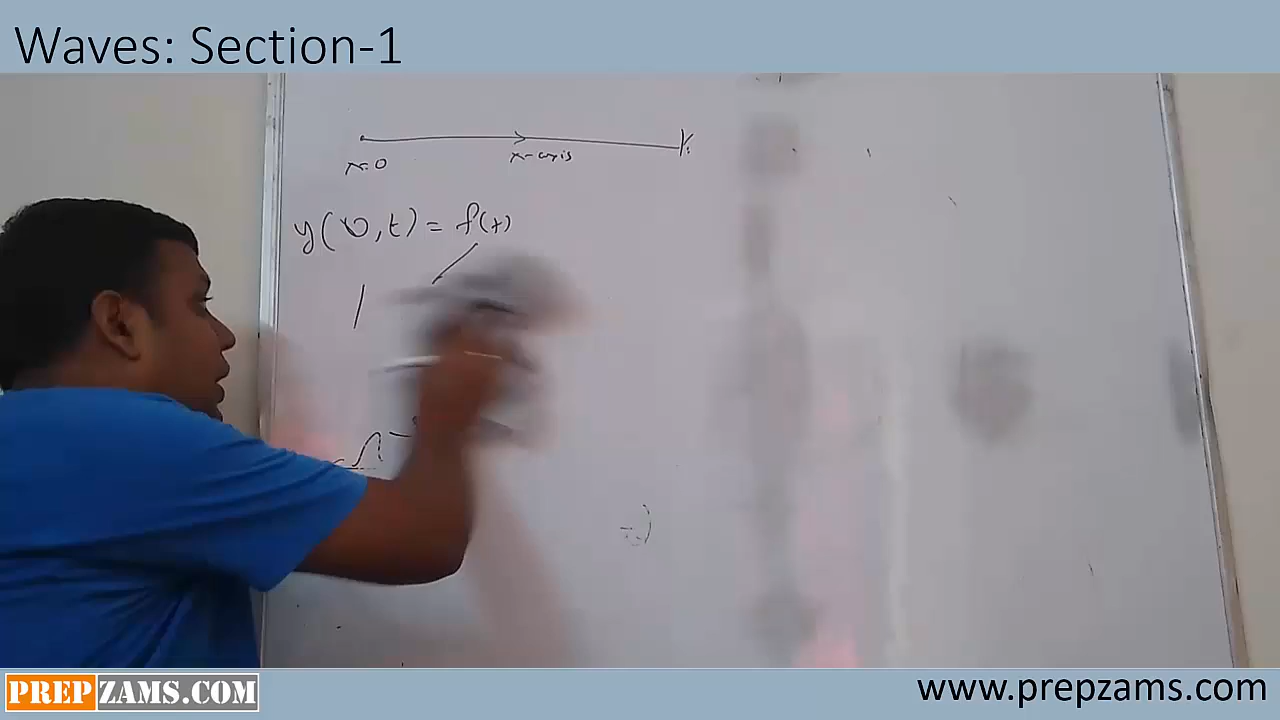 Waves: Section-1
x=0
x-axis
y(0,t) = f(t)
PREPZAMS.COM
www.prepzams.com